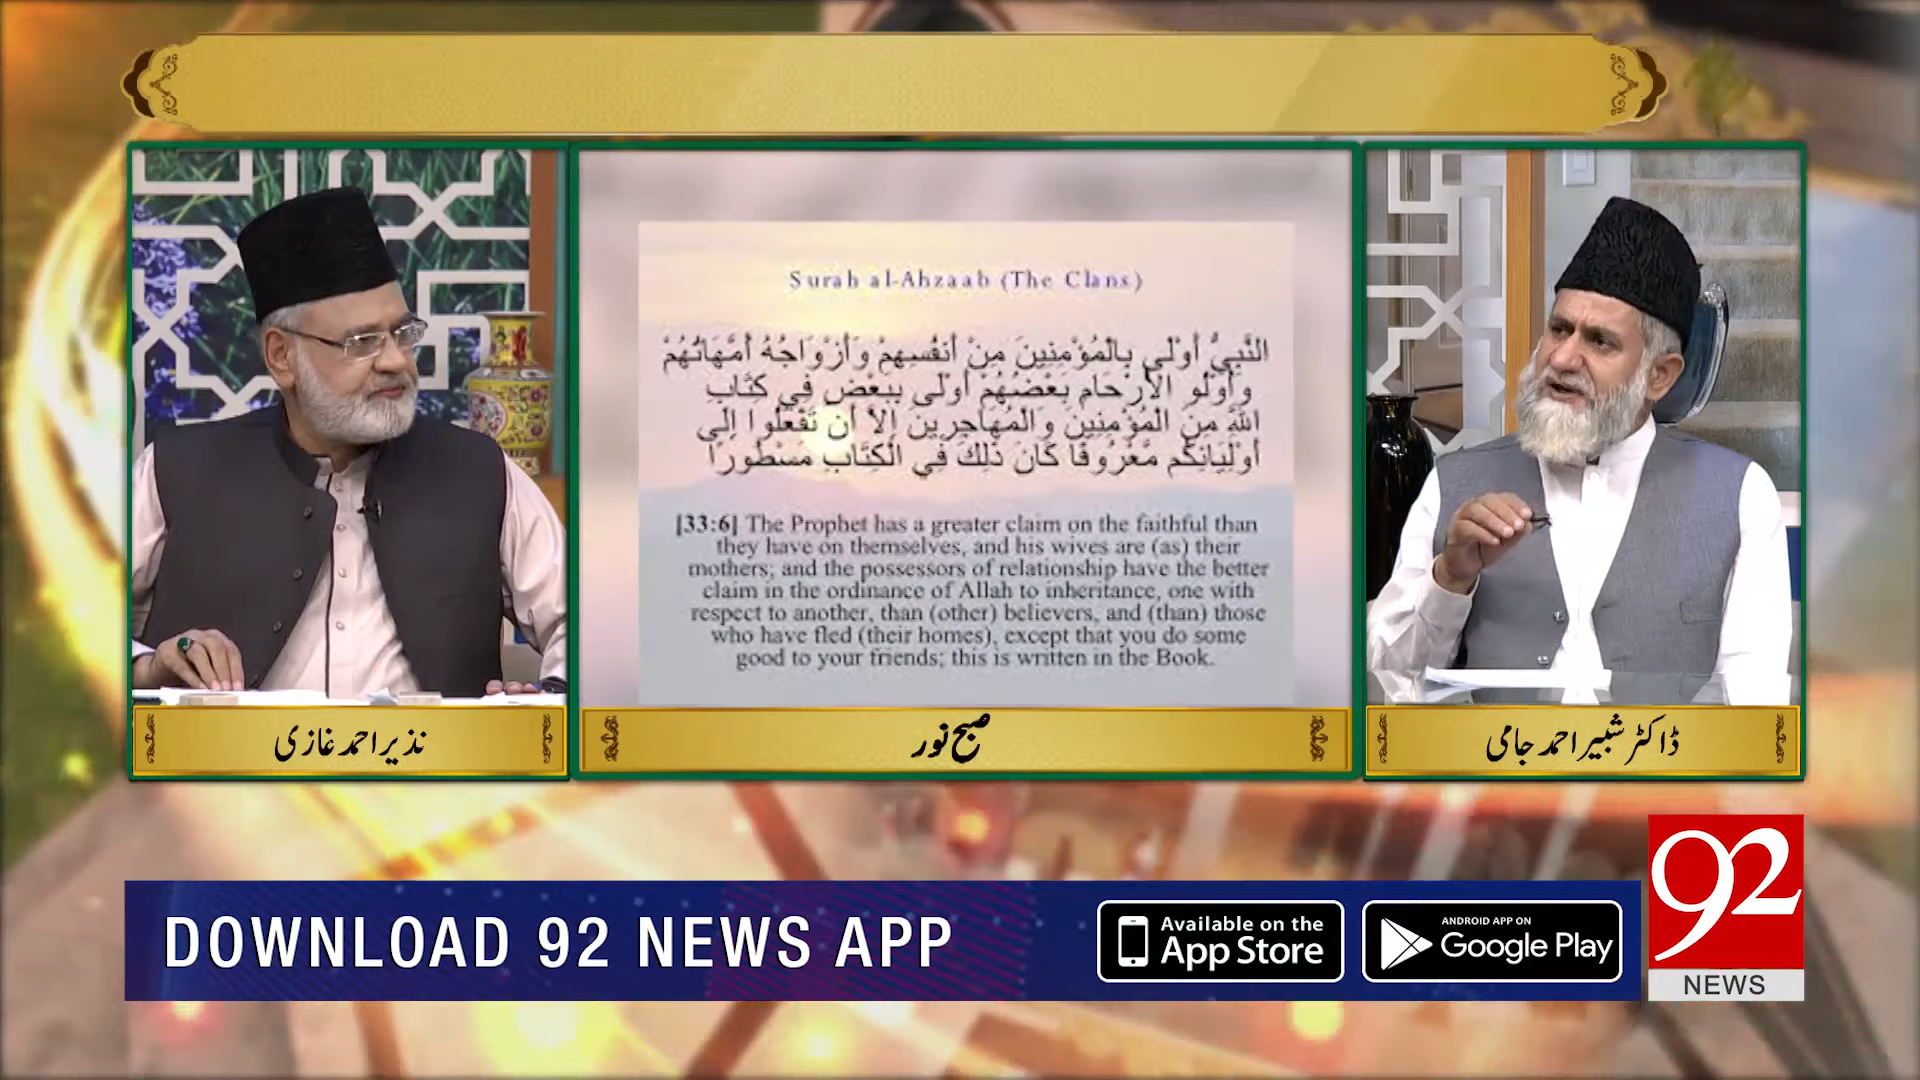 Surah al-Ahzaab (The Clans)
النَّبِيُّ أَوْلَى بِالْمُؤْمِنِينَ مِنْ أَنفُسِهِمْ وَأَزْوَاجُهُ أُمَّهَاتُهُمْ
وَأُوْلُو الْأَرْحَامِ بَعْضُهُمْ أَوْلَى بِبَعْضٍ فِي كِتَابِ
اللَّهِ مِنَ الْمُؤْمِنِينَ وَالْمُهَاجِرِينَ إِلاَّ أَن تَفْعَلُوا إِلَى
أَوْلِيَائِكُم مَّعْرُوفًا كَانَ ذَلِكَ فِي الْكِتَابِ مَسْطُورًا
[33:6] The Prophet has a greater claim on the faithful than
they have on themselves, and his wives are (as) their
mothers; and the possessors of relationship have the better
claim in the ordinance of Allah to inheritance, one with
respect to another, than (other) believers, and (than) those
who have fled (their homes), except that you do some
good to your friends; this is written in the Book.
نذیر احمد غازی
صبح نور
ڈاکٹر شبیر احمد جامی
DOWNLOAD 92 NEWS APP
Available on the
App Store
ANDROID APP ON
Google Play
92
NEWS